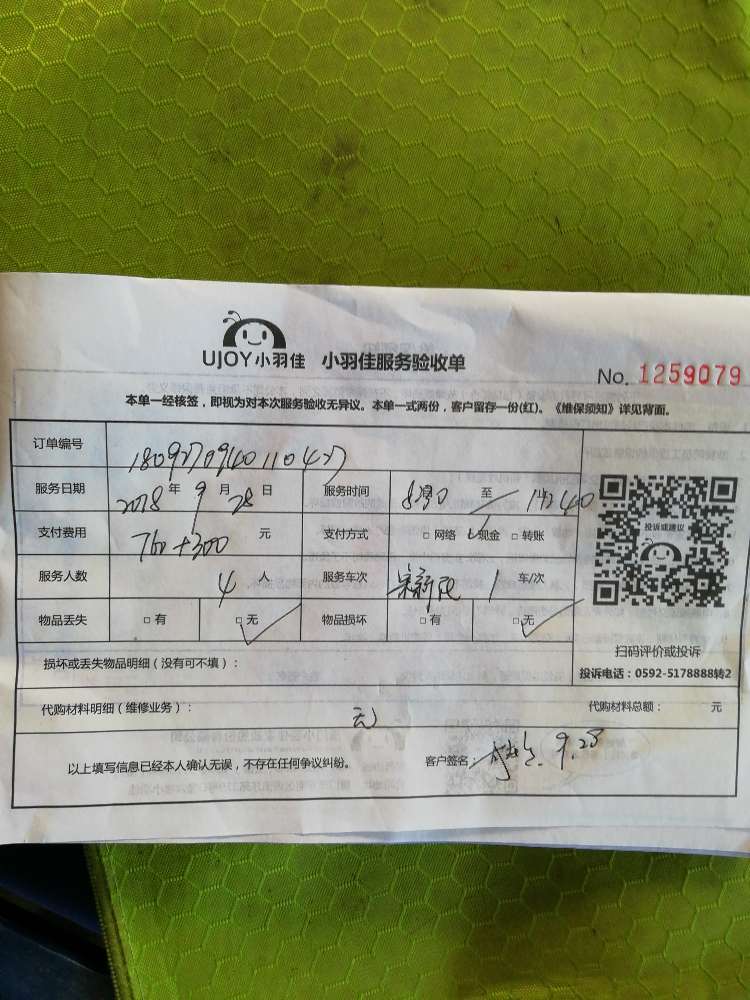 UJOY小羽佳 小羽佳服务验收单
No. 1259079
本单一经核签，即视为对本次服务验收无异议。本单一式两份，客户留存一份(红)。《维保须知》详见背面。
订单编号
服务日期 2018年 9月 28日 服务时间 至 14:40
支付费用 760+300 元 支付方式 □ 网络 ✓现金 □ 转账
服务人数 4 人 服务车次 1 车/次
物品丢失 □ 有 □无 ✓ 物品损坏 □有 □无 ✓
投诉或建议
扫码评价或投诉
投诉电话：0592-5178888转2
损坏或丢失物品明细（没有可不填）：
代购材料明细（维修业务）： 无 代购材料总额： 元
以上填写信息已经本人确认无误，不存在任何争议纠纷。 客户签名： 9.28